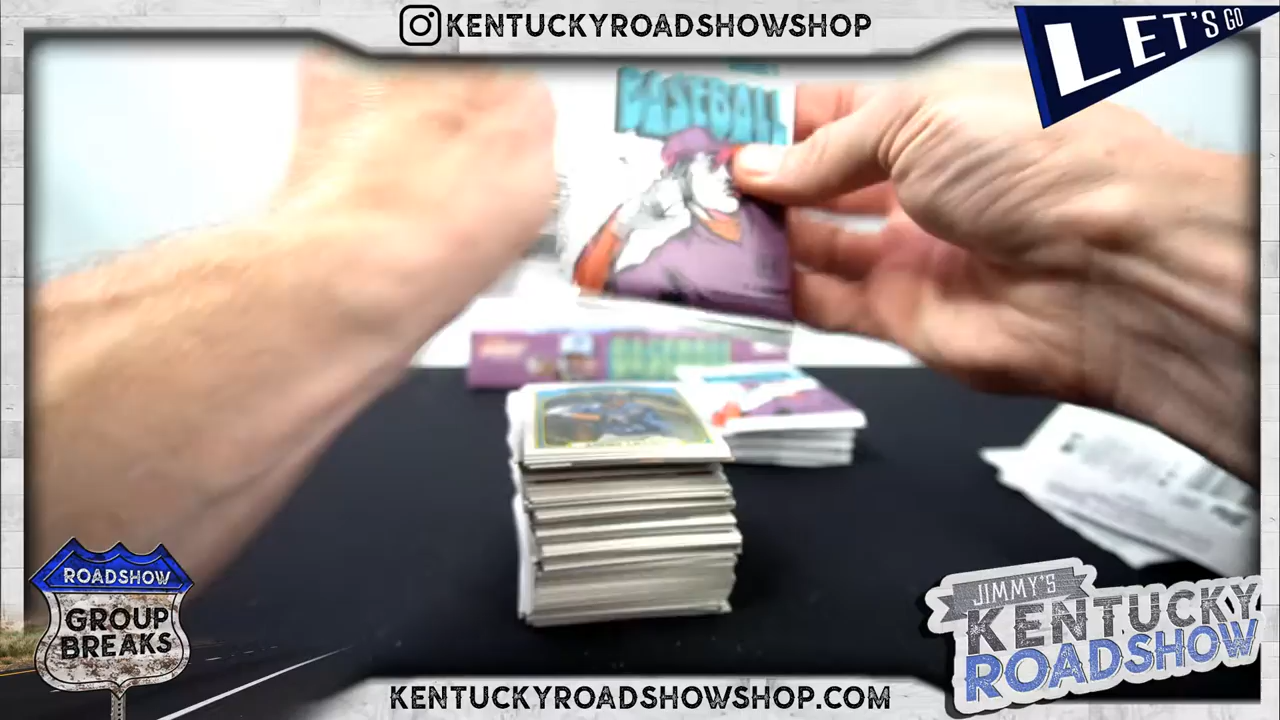 KENTUCKYROADSHOWSHOP
LET'S GO
BASEBALL
ROADSHOW
GROUP
BREAKS
JIMMY'S
KENTUCKY
ROADSHOW
KENTUCKYROADSHOWSHOP.COM